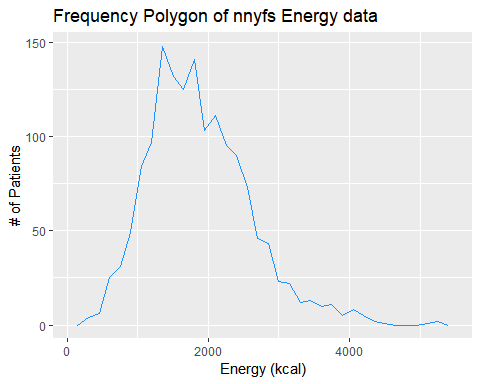 Frequency Polygon of nnyfs Energy data
150
100
50
0
# of Patients
0 2000 4000
Energy (kcal)